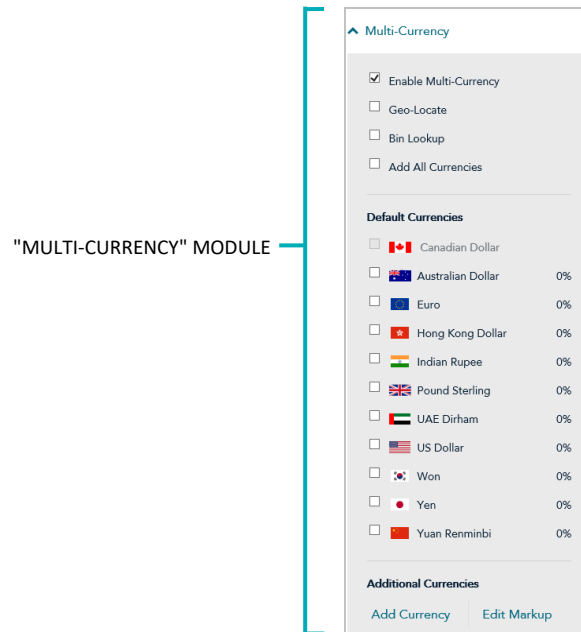 Multi-Currency
Enable Multi-Currency
Geo-Locate
Bin Lookup
Add All Currencies
Default Currencies
Canadian Dollar
Australian Dollar 0%
Euro 0%
Hong Kong Dollar 0%
Indian Rupee 0%
Pound Sterling 0%
UAE Dirham 0%
US Dollar 0%
Won 0%
Yen 0%
Yuan Renminbi 0%
Additional Currencies
Add Currency Edit Markup
"MULTI-CURRENCY" MODULE